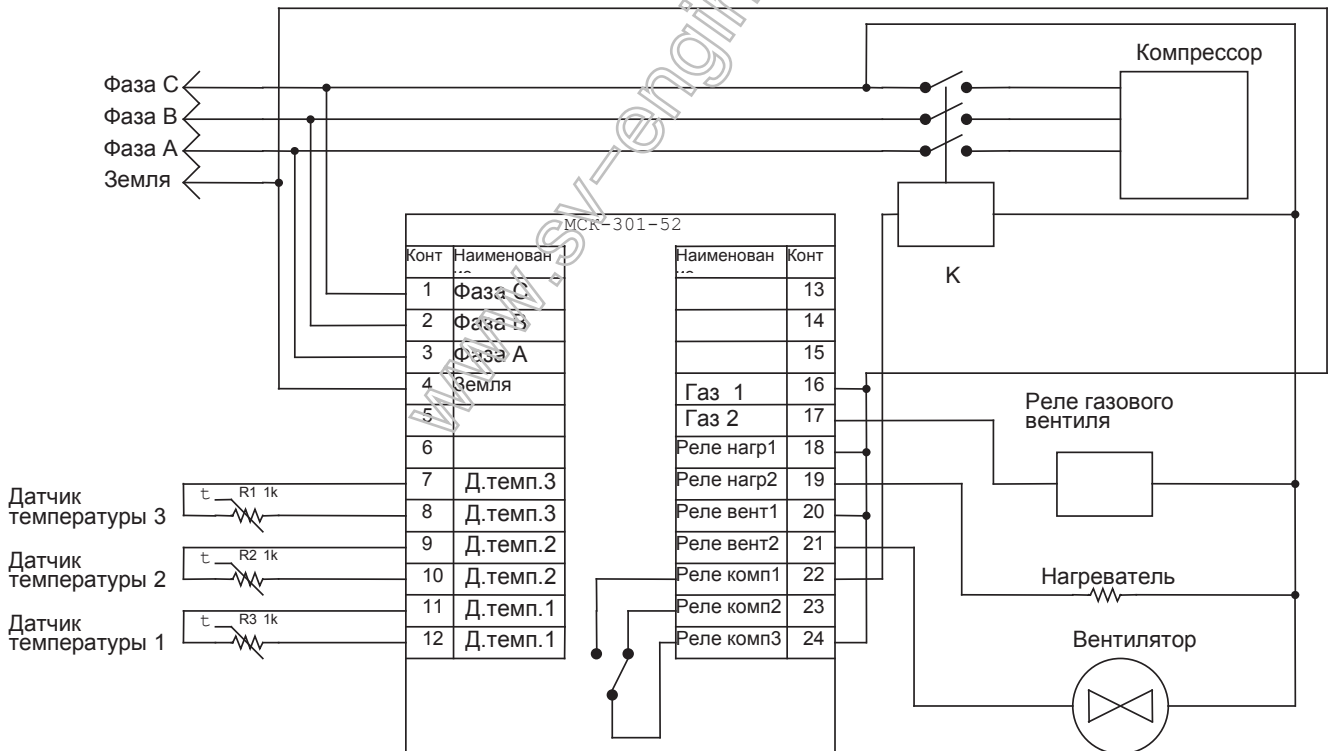 Компрессор
Фаза C
Фаза B
Фаза A
Земля
МСК-301-52
K
Конт Наименован Наименован Конт
1 Фаза C 13
2 Фаза B 14
3 Фаза A 15
4 Земля Газ 1 16
5 Газ 2 17
6 Реле нагр1 18
7 Д.темп.3 Реле нагр2 19
8 Д.темп.3 Реле вент1 20
9 Д.темп.2 Реле вент2 21
10 Д.темп.2 Реле комп1 22
11 Д.темп.1 Реле комп2 23
12 Д.темп.1 Реле комп3 24
Реле газового
вентиля
Датчик
температуры 3
t R1 1k
Датчик
температуры 2
t R2 1k
Датчик
температуры 1
t R3 1k
Нагреватель
Вентилятор
www.sv-engin